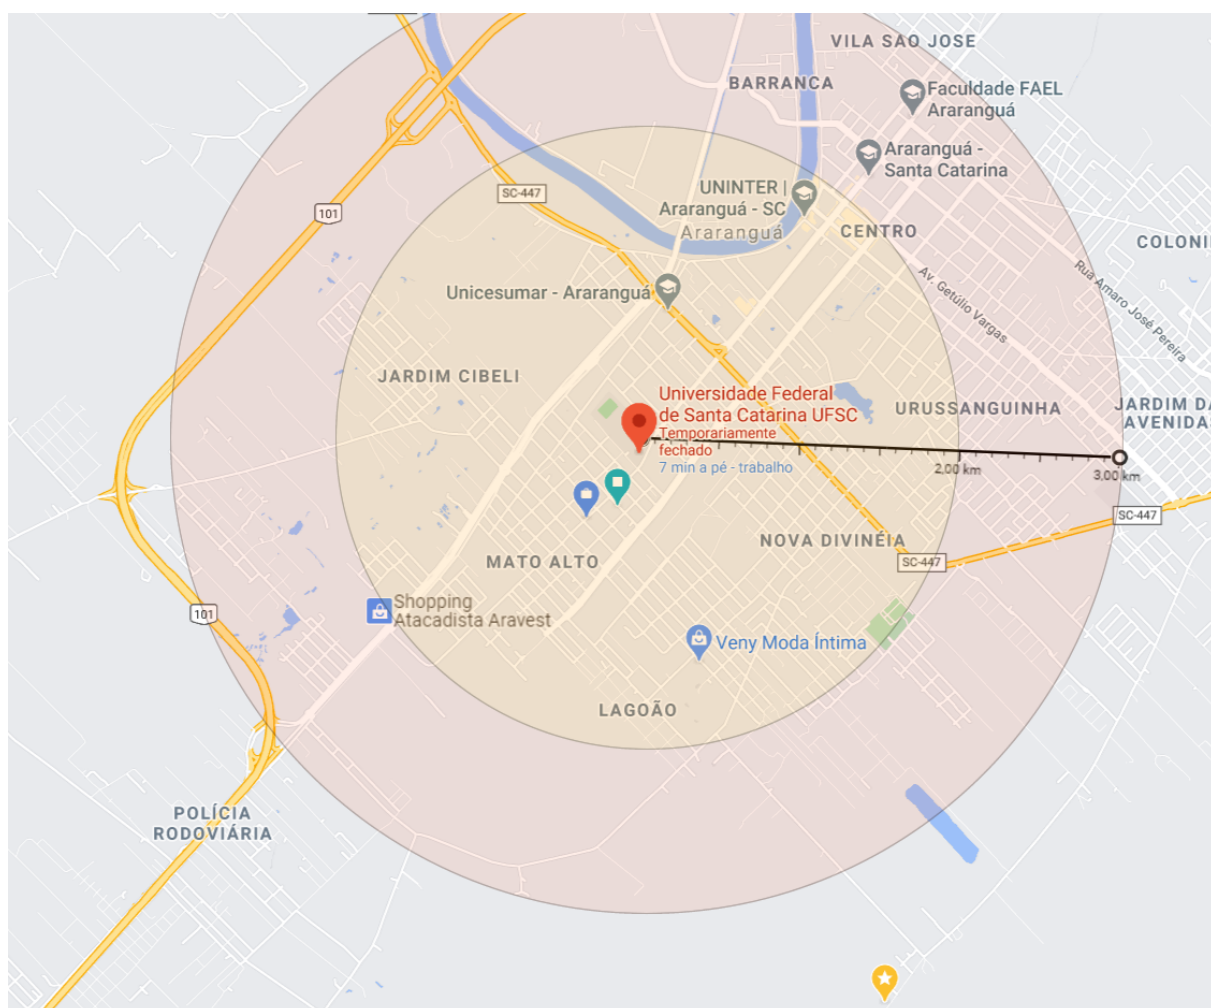 VILA SAO JOSE
BARRANCA
Faculdade FAEL
Araranguá
Araranguá -
Santa Catarina
SC-447
UNINTER |
Araranguá - SC
Araranguá
101
CENTRO
COLONI
Av. Getúlio Vargas
Rua Amaro José Pereira
Unicesumar - Araranguá
JARDIM CIBELI
Universidade Federal
de Santa Catarina UFSC
Temporariamente
fechado
7 min a pé - trabalho
URUSSANGUINHA
JARDIM DA
AVENIDAS
2,00 km
3,00 km
SC-447
NOVA DIVINÉIA
SC-447
MATO ALTO
Shopping
Atacadista Aravest
101
Veny Moda Íntima
LAGOÃO
POLÍCIA
RODOVIÁRIA